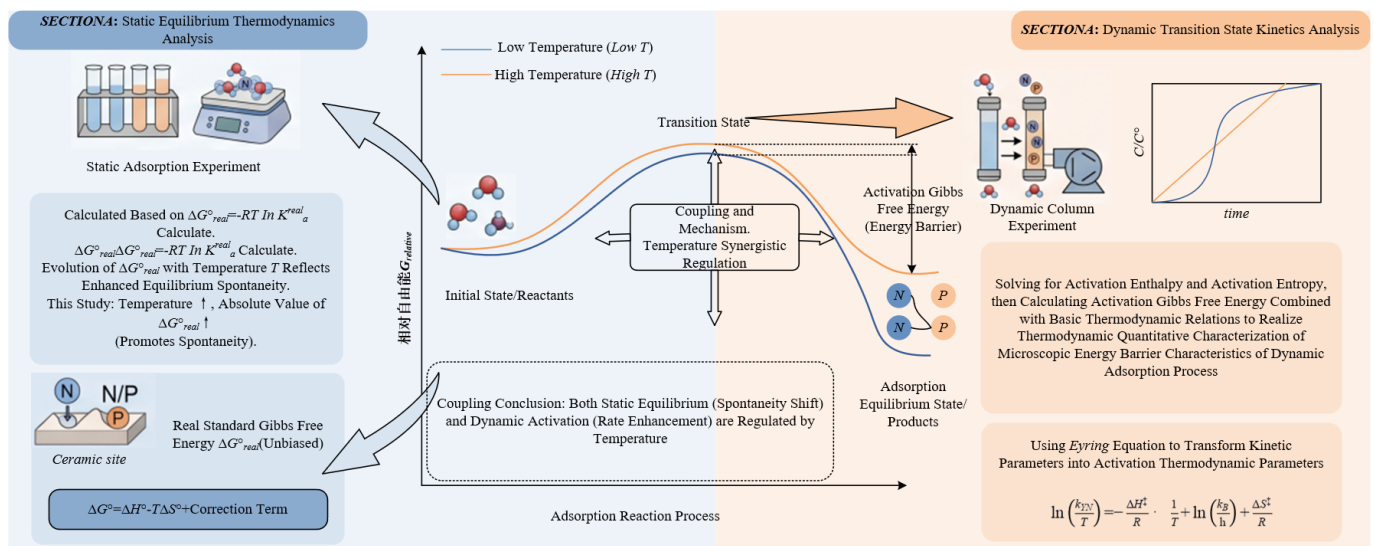 SECTIONA: Static Equilibrium Thermodynamics
Analysis
Static Adsorption Experiment
Calculated Based on ΔG°real=-RT In K^real_a
Calculate.
ΔG°realΔG°real=-RT In K^real_a Calculate.
Evolution of ΔG°real with Temperature T Reflects
Enhanced Equilibrium Spontaneity.
This Study: Temperature ↑, Absolute Value of
ΔG°real ↑
(Promotes Spontaneity).
N
N/P
P
Ceramic site
Real Standard Gibbs Free
Energy ΔG°real(Unbiased)
ΔG°=ΔH°-TΔS°+Correction Term
Low Temperature (Low T)
High Temperature (High T)
Transition State
相对自由能Grelative
Initial State/Reactants
Coupling and
Mechanism.
Temperature Synergistic
Regulation
Activation Gibbs
Free Energy
(Energy Barrier)
N
P
N
P
Adsorption
Equilibrium State/
Products
Coupling Conclusion: Both Static Equilibrium (Spontaneity Shift)
and Dynamic Activation (Rate Enhancement) are Regulated by
Temperature
Adsorption Reaction Process
SECTIONA: Dynamic Transition State Kinetics Analysis
N
P
N
N
P
Dynamic Column
Experiment
C/C°
time
Solving for Activation Enthalpy and Activation Entropy,
then Calculating Activation Gibbs Free Energy Combined
with Basic Thermodynamic Relations to Realize
Thermodynamic Quantitative Characterization of
Microscopic Energy Barrier Characteristics of Dynamic
Adsorption Process
Using Eyring Equation to Transform Kinetic
Parameters into Activation Thermodynamic Parameters
ln(kYN/T)=-ΔH‡/R · 1/T+ln(kB/h)+ΔS‡/R